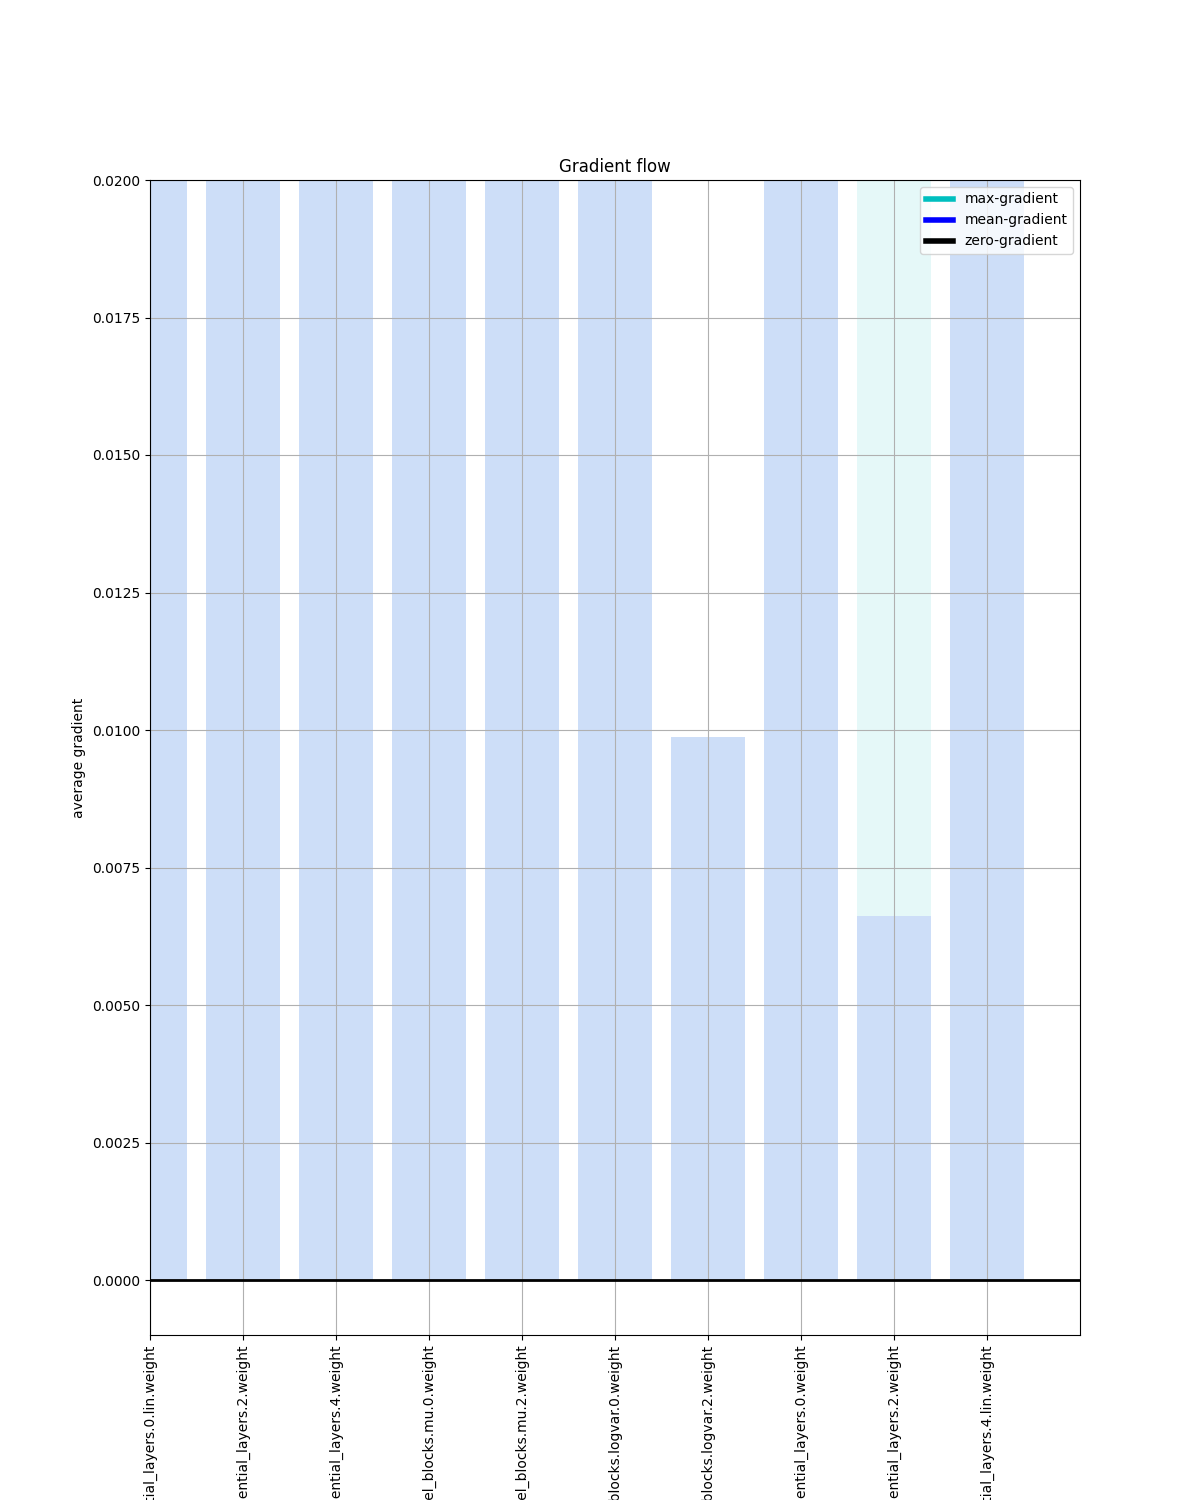 Gradient flow
max-gradient
mean-gradient
zero-gradient
0.0200
0.0175
0.0150
0.0125
0.0100
0.0075
0.0050
0.0025
0.0000
average gradient
tial_layers.0.lin.weight
ential_layers.2.weight
ential_layers.4.weight
el_blocks.mu.0.weight
el_blocks.mu.2.weight
blocks.logvar.0.weight
blocks.logvar.2.weight
ential_layers.0.weight
ential_layers.2.weight
tial_layers.4.lin.weight